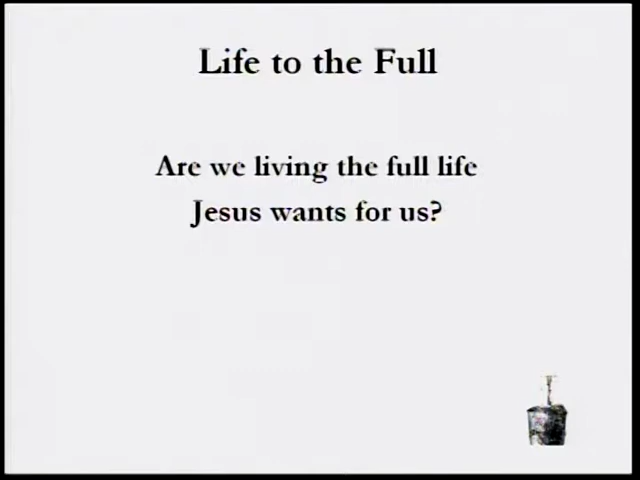 Life to the Full
Are we living the full life
Jesus wants for us?